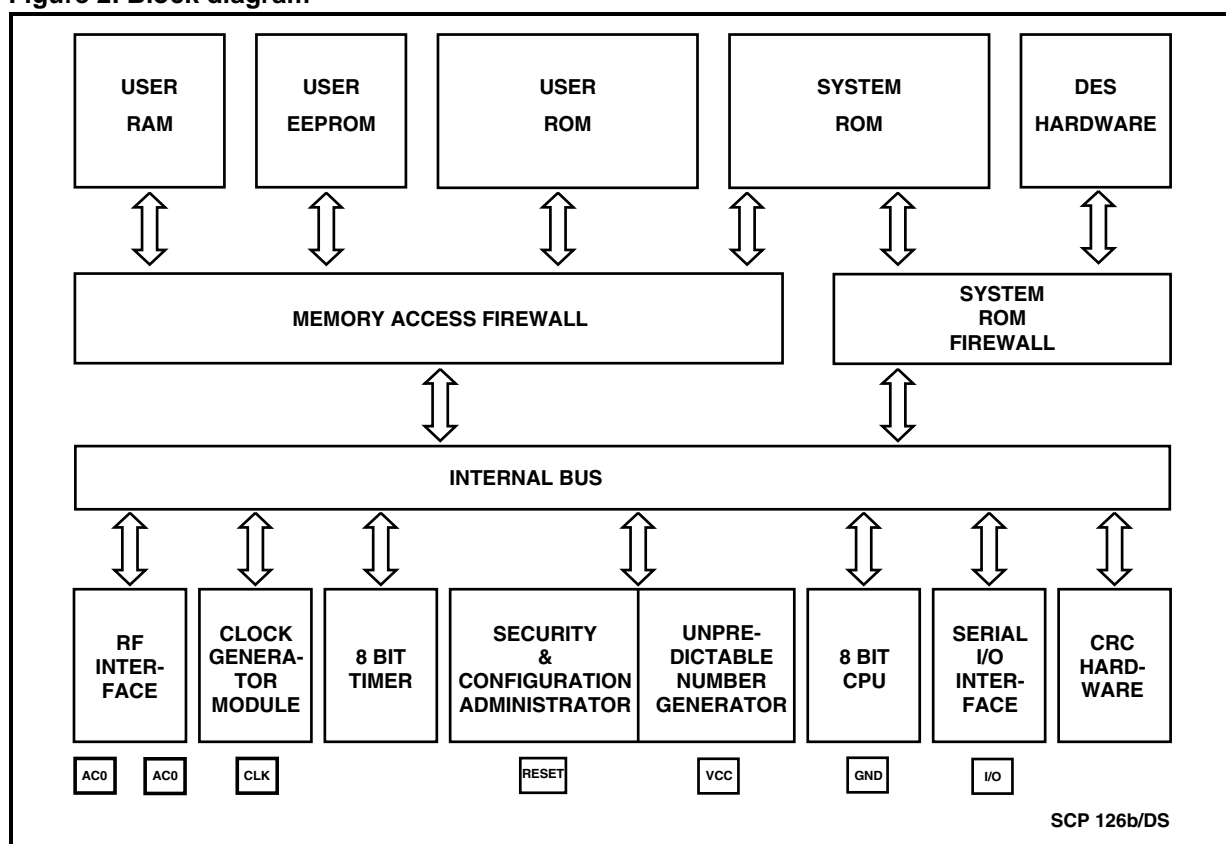 Figure 2. Block diagram
USER
RAM
USER
EEPROM
USER
ROM
SYSTEM
ROM
DES
HARDWARE
MEMORY ACCESS FIREWALL
SYSTEM
ROM
FIREWALL
INTERNAL BUS
RF
INTER-
FACE
CLOCK
GENERA-
TOR
MODULE
8 BIT
TIMER
SECURITY
&
CONFIGURATION
ADMINISTRATOR
UNPRE-
DICTABLE
NUMBER
GENERATOR
8 BIT
CPU
SERIAL
I/O
INTER-
FACE
CRC
HARD-
WARE
AC0
AC0
CLK
RESET
VCC
GND
I/O
SCP 126b/DS